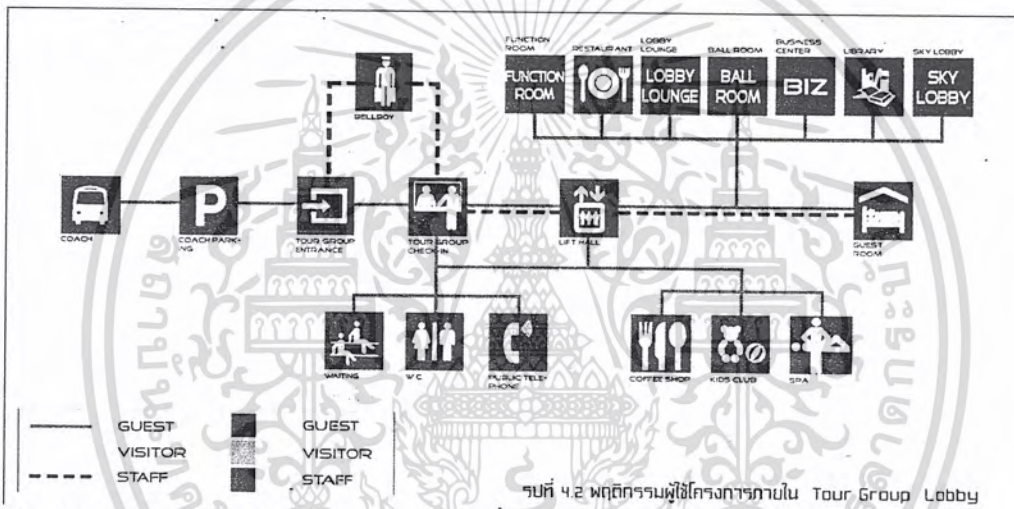 FUNCTION
ROOM
RESTAURANT
LOBBY
LOUNGE
BALL ROOM
BUSINESS
CENTER
LIBRARY
SKY LOBBY
FUNCTION
ROOM
LOBBY
LOUNGE
BALL
ROOM
BIZ
SKY
LOBBY
BELLBOY
P
COACH
COACH PARK-
ING
TOUR GROUP
ENTRANCE
TOUR GROUP
CHECK-IN
LIFT HALL
GUEST
ROOM
WAITING
W.C
PUBLIC TELE-
PHONE
COFFEE SHOP
KIDS CLUB
SPA
GUEST
VISITOR
STAFF
GUEST
VISITOR
STAFF
รูปที่ 4.2 พฤติกรรมผู้ใช้โครงการภายใน Tour Group Lobby